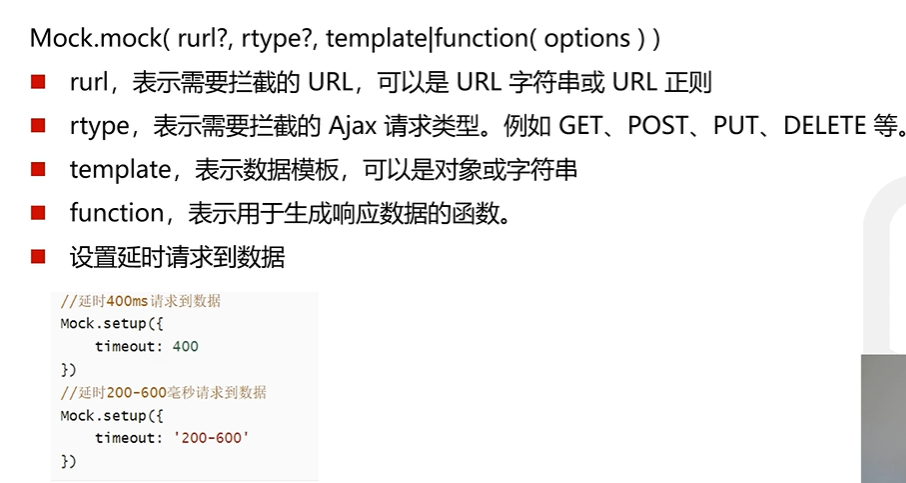 Mock.mock( rurl?, rtype?, template|function( options ) )
rurl，表示需要拦截的 URL，可以是 URL 字符串或 URL 正则
rtype，表示需要拦截的 Ajax 请求类型。例如 GET、POST、PUT、DELETE 等。
template，表示数据模板，可以是对象或字符串
function，表示用于生成响应数据的函数。
设置延时请求到数据
//延时400ms请求到数据
Mock.setup({
    timeout: 400
})
//延时200-600毫秒请求到数据
Mock.setup({
    timeout: '200-600'
})